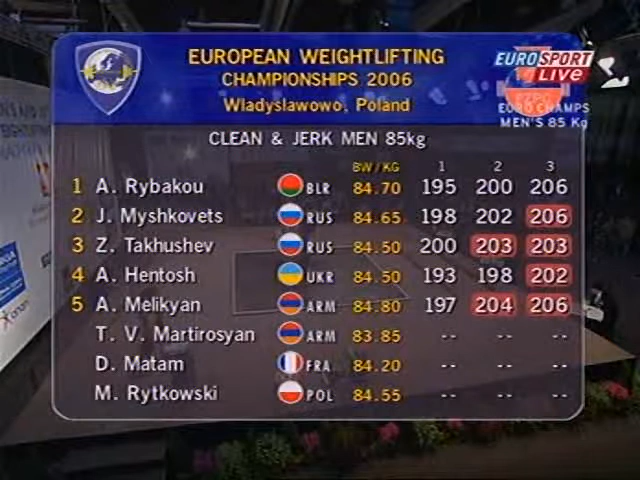 EUROPEAN WEIGHTLIFTING
CHAMPIONSHIPS 2006
Wladyslawowo, Poland
EUROSPORT
LIVE
EURO CHAMPS
MEN'S 85 Kg
CLEAN & JERK MEN 85kg
BW/KG 1 2 3
1 A. Rybakou BLR 84.70 195 200 206
2 J. Myshkovets RUS 84.65 198 202 206
3 Z. Takhushev RUS 84.50 200 203 203
4 A. Hentosh UKR 84.50 193 198 202
5 A. Melikyan ARM 84.80 197 204 206
T. V. Martirosyan ARM 83.85 -- -- --
D. Matam FRA 84.20 -- -- --
M. Rytkowski POL 84.55 -- -- --